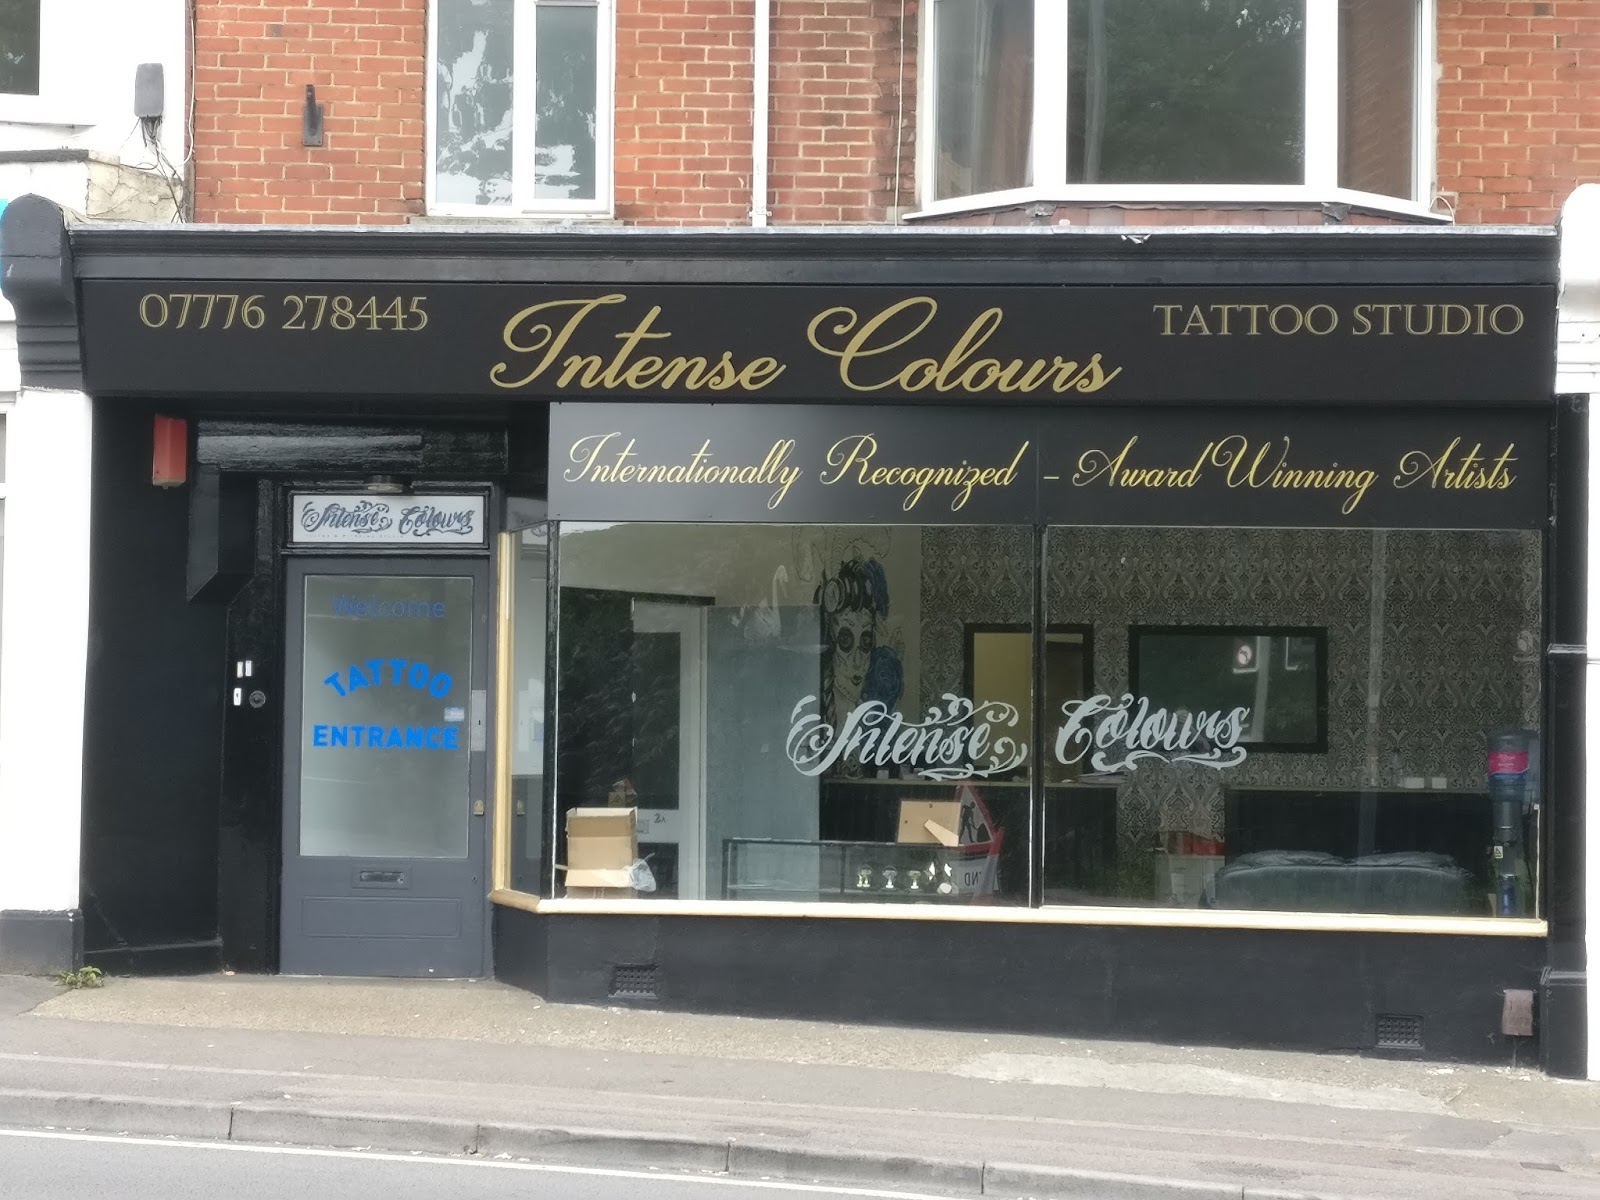 07776 278445
Intense Colours
TATTOO STUDIO
Internationally Recognized - Award Winning Artists
Intense Colours
Welcome
TATTOO
ENTRANCE
Intense Colours